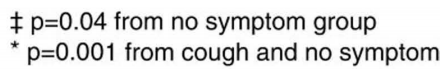 ‡ p=0.04 from no symptom group
* p=0.001 from cough and no symptom